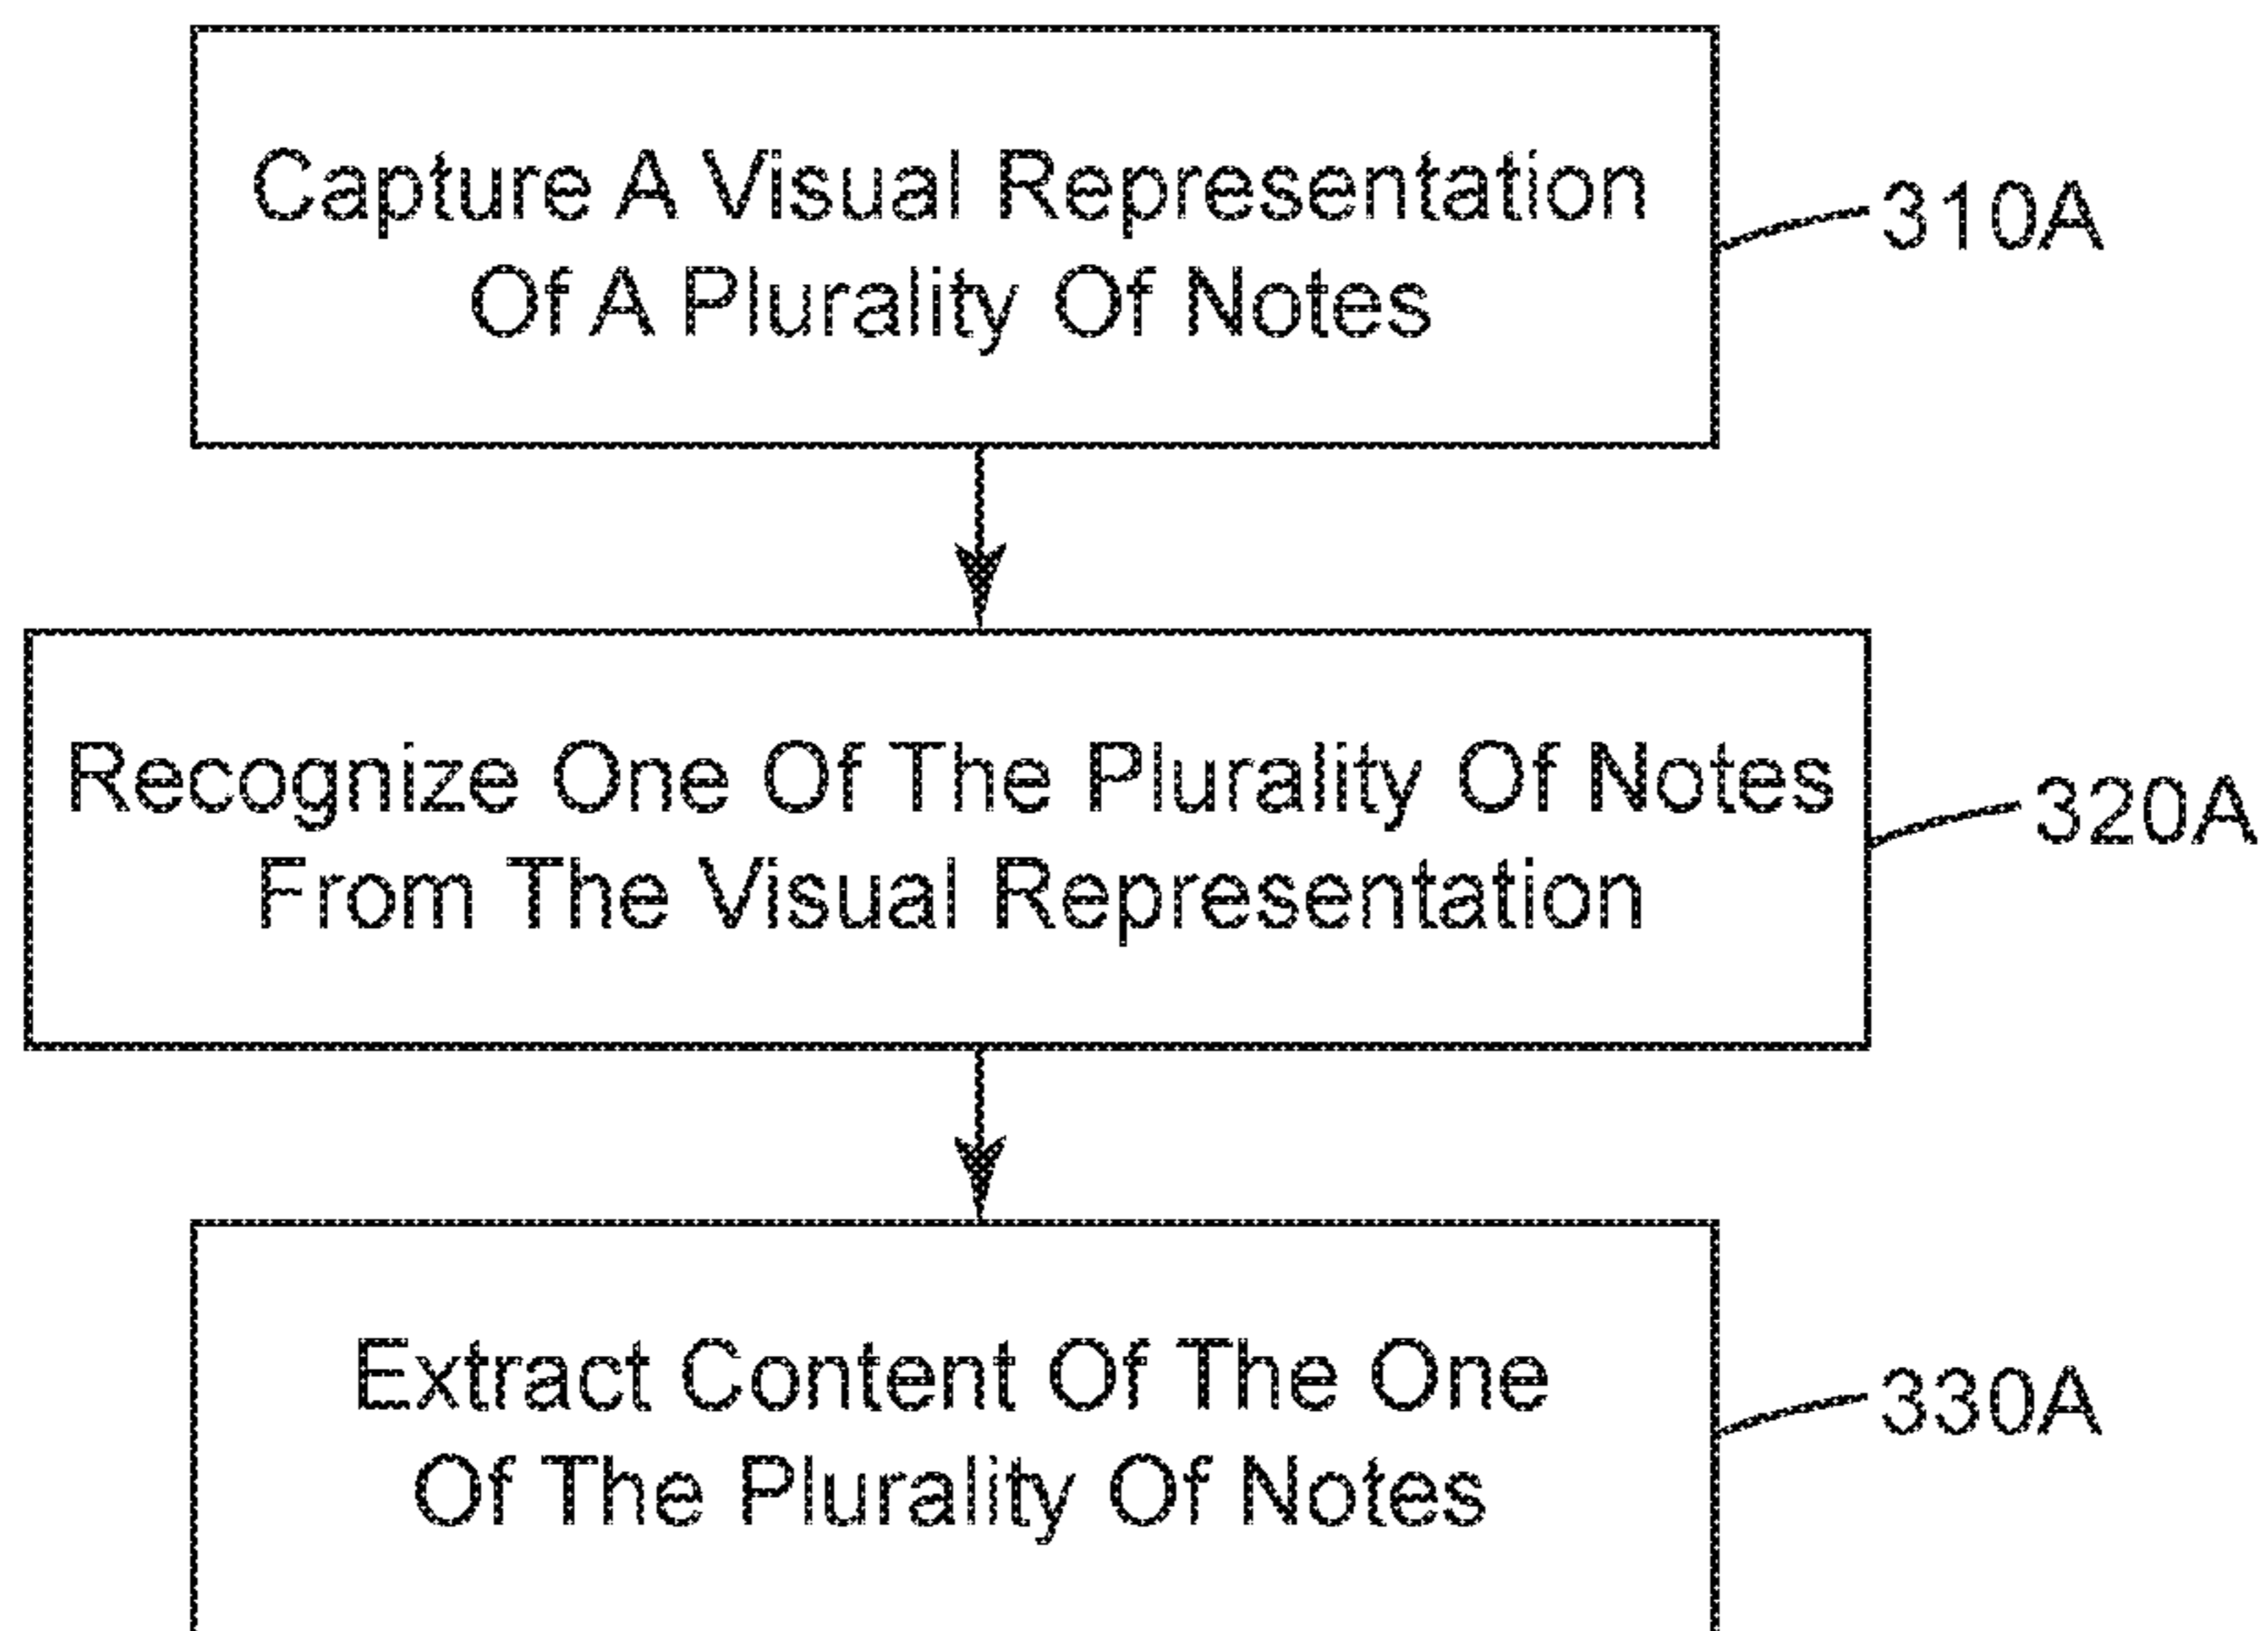 Capture A Visual Representation
Of A Plurality Of Notes
310A
Recognize One Of The Plurality Of Notes
From The Visual Representation
320A
Extract Content Of The One
Of The Plurality Of Notes
330A